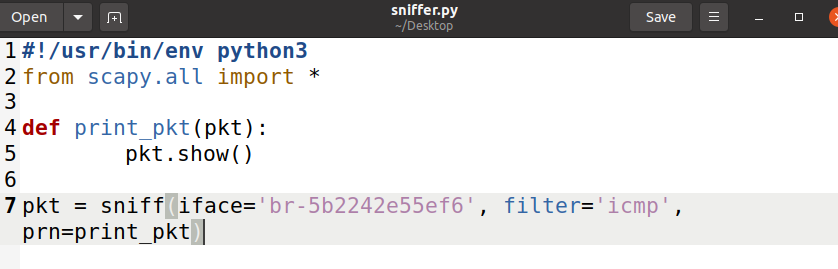 Open
sniffer.py
~/Desktop
Save
1 #!/usr/bin/env python3
2 from scapy.all import *
3
4 def print_pkt(pkt):
5         pkt.show()
6
7 pkt = sniff(iface='br-5b2242e55ef6', filter='icmp',
prn=print_pkt)